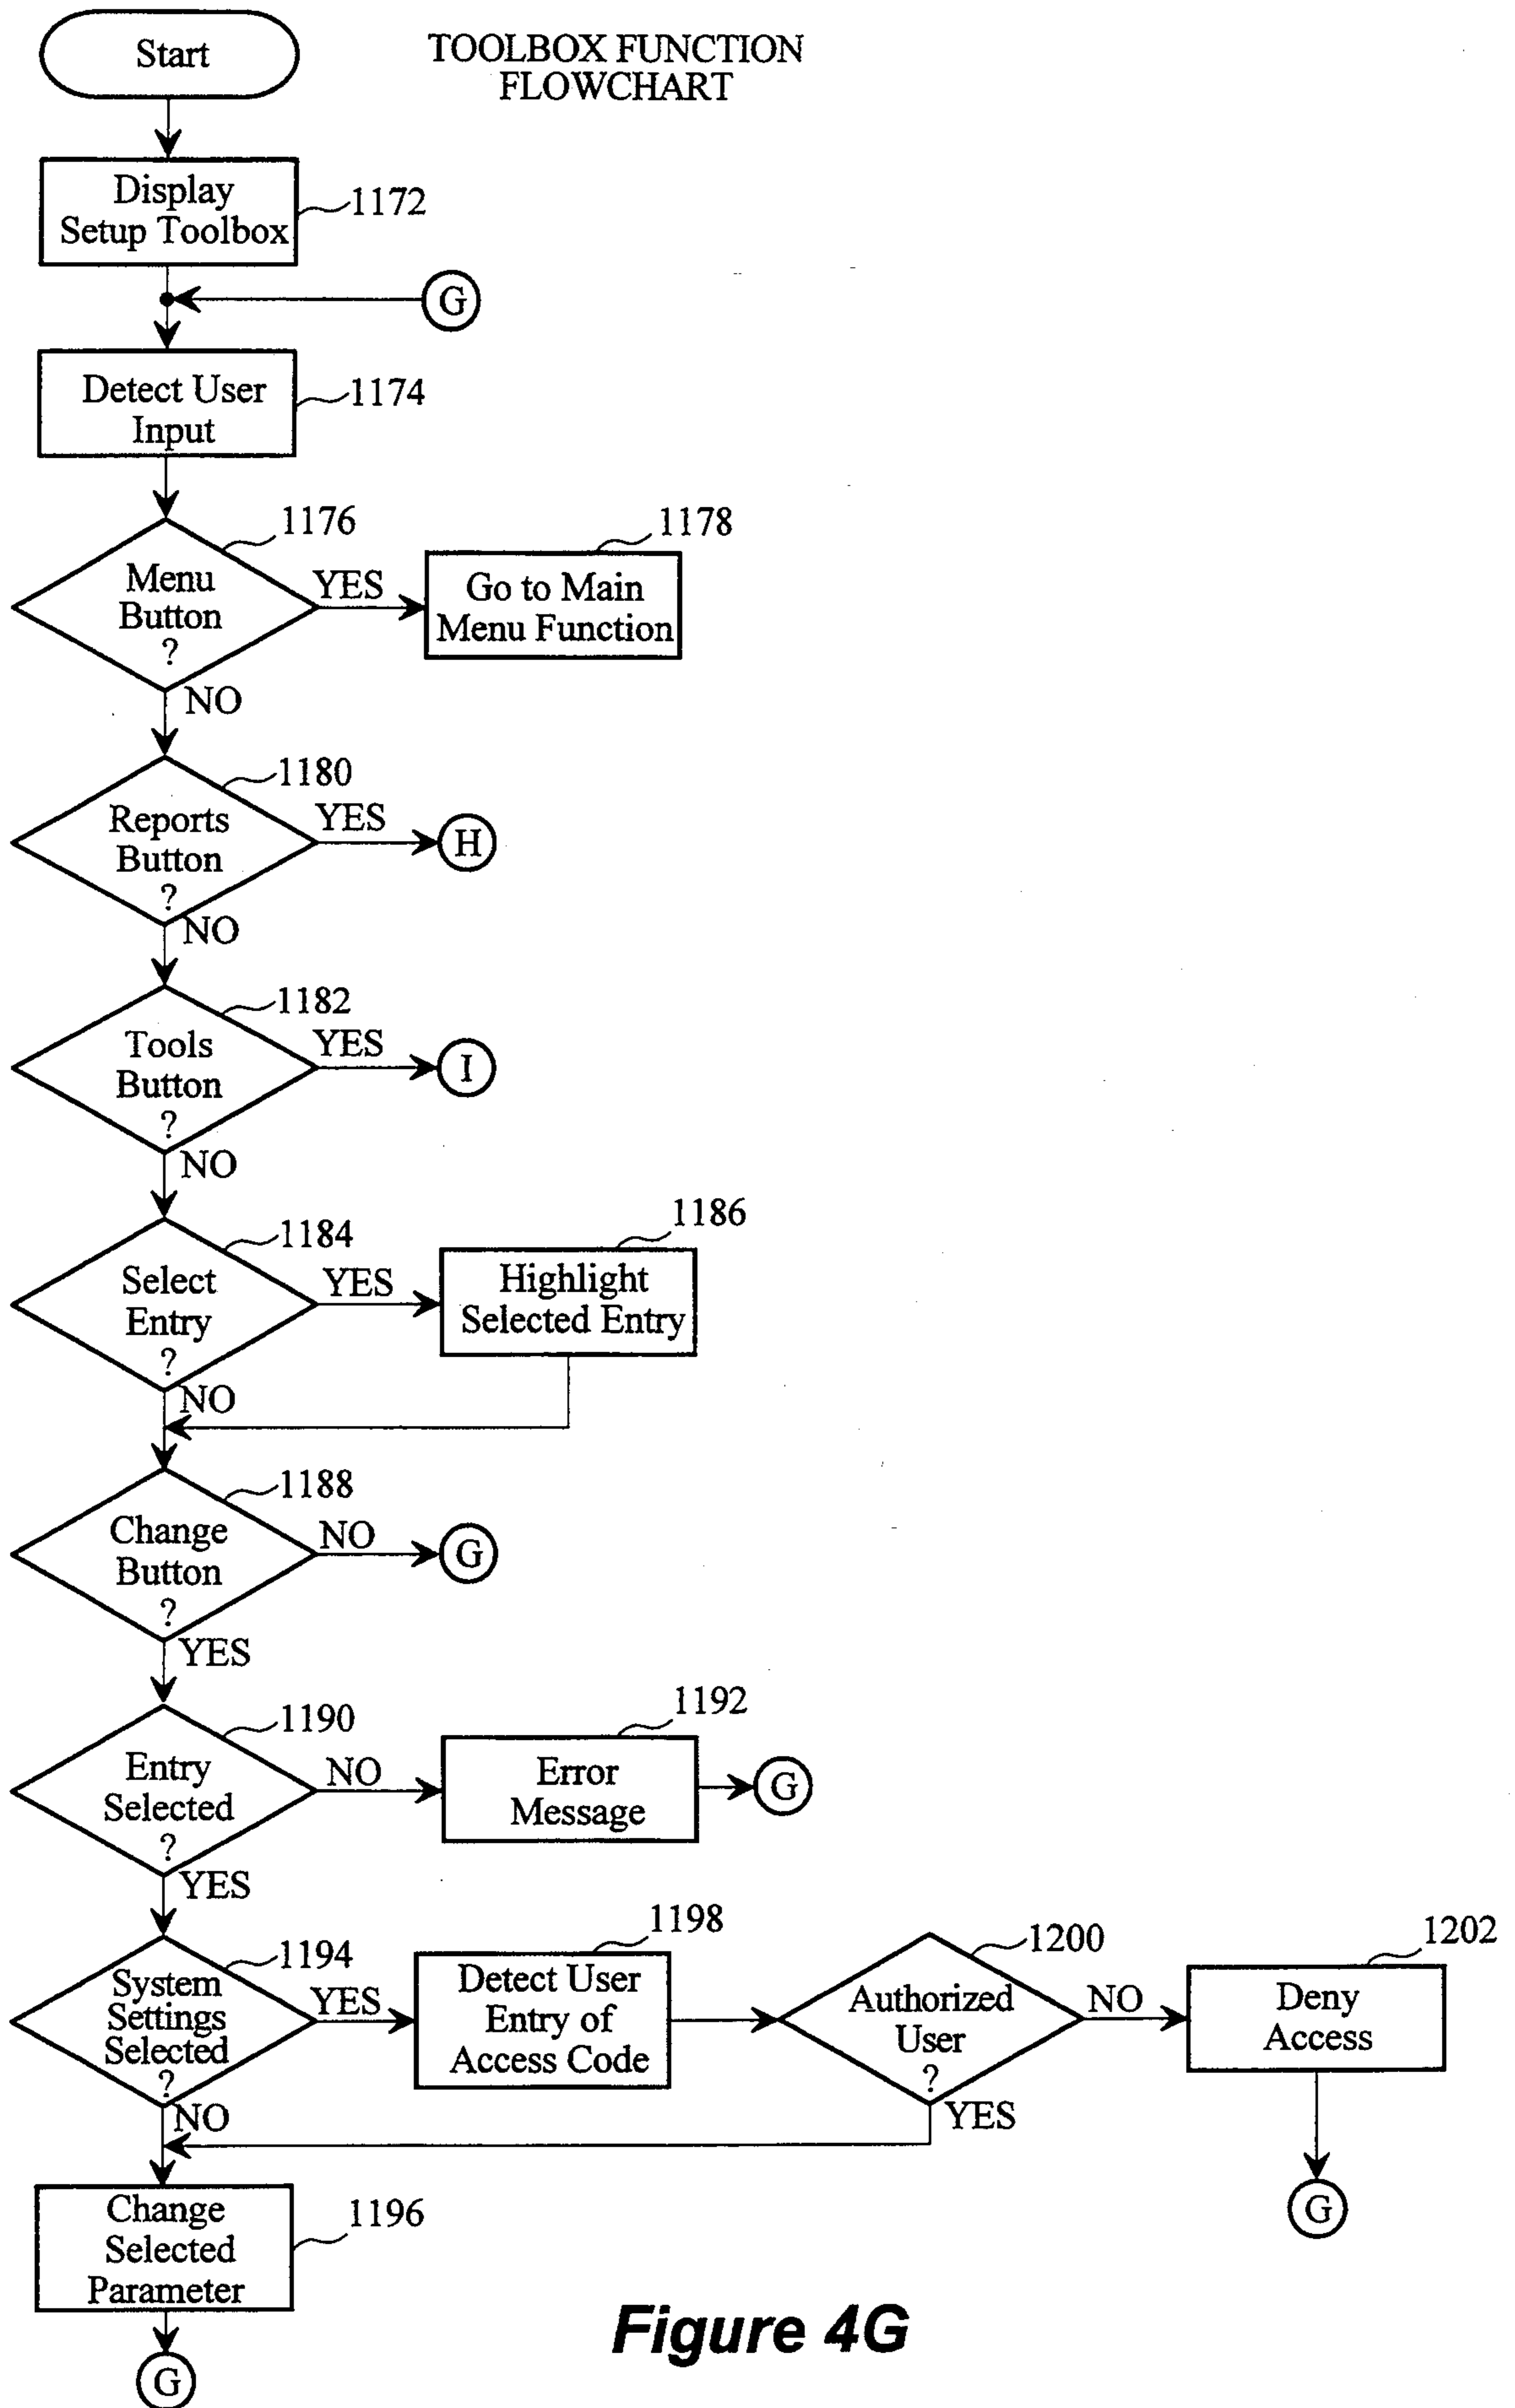 Start
TOOLBOX FUNCTION
FLOWCHART
Display
Setup Toolbox
1172
G
Detect User
Input
1174
1176
Menu
Button
?
YES
1178
Go to Main
Menu Function
NO
1180
Reports
Button
?
YES
H
NO
1182
Tools
Button
?
YES
I
NO
1184
Select
Entry
?
YES
1186
Highlight
Selected Entry
NO
1188
Change
Button
?
NO
G
YES
1190
Entry
Selected
?
NO
1192
Error
Message
G
YES
1194
System
Settings
Selected
?
YES
1198
Detect User
Entry of
Access Code
1200
Authorized
User
?
NO
1202
Deny
Access
NO
YES
G
Change
Selected
Parameter
1196
G
Figure 4G